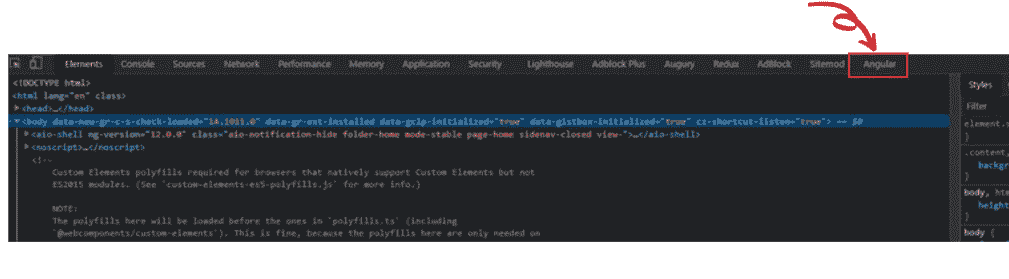 Elements Console Sources Network Performance Memory Application Security Lighthouse Adblock Plus Augury Redux AdBlock Sitemod Angular
<!DOCTYPE html>
<html lang="en" class>
<head>…</head>
<body data-new-gr-c-s-check-loaded="14.1011.0" data-gr-ext-installed data-gclp-initialized="true" data-gistbox-initialized="true" cz-shortcut-listen="true"> == $0
<aio-shell ng-version="12.0.0" class="aio-notification-hide folder-home mode-stable page-home sidenav-closed view-">…</aio-shell>
<noscript>…</noscript>
<!--
Custom Elements polyfills required for browsers that natively support Custom Elements but not
ES2015 modules. (See `custom-elements-es5-polyfills.js` for more info.)
NOTE:
The polyfills here will be loaded before the ones in `polyfills.ts` (including
`@webcomponents/custom-elements`). This is fine, because the polyfills here are only needed on
Styles
Filter
element.s
}
.content,
backgr
}
body, htm
height
}
body {